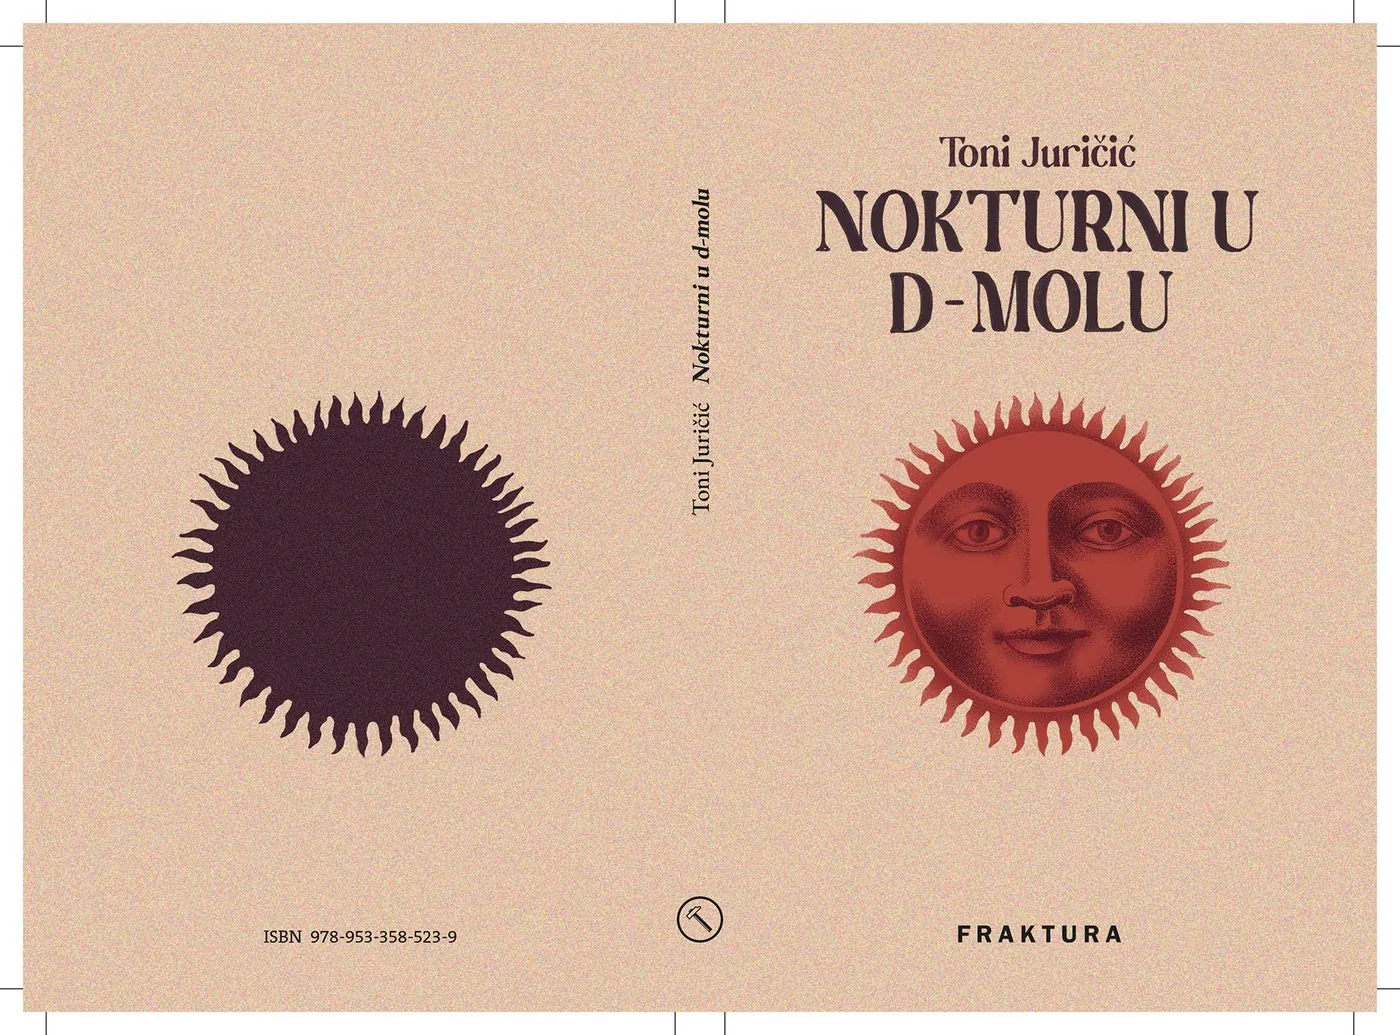 Toni Juričić
NOKTURNI U
D-MOLU
FRAKTURA
Toni Juričić Nokturni u d-molu
ISBN 978-953-358-523-9